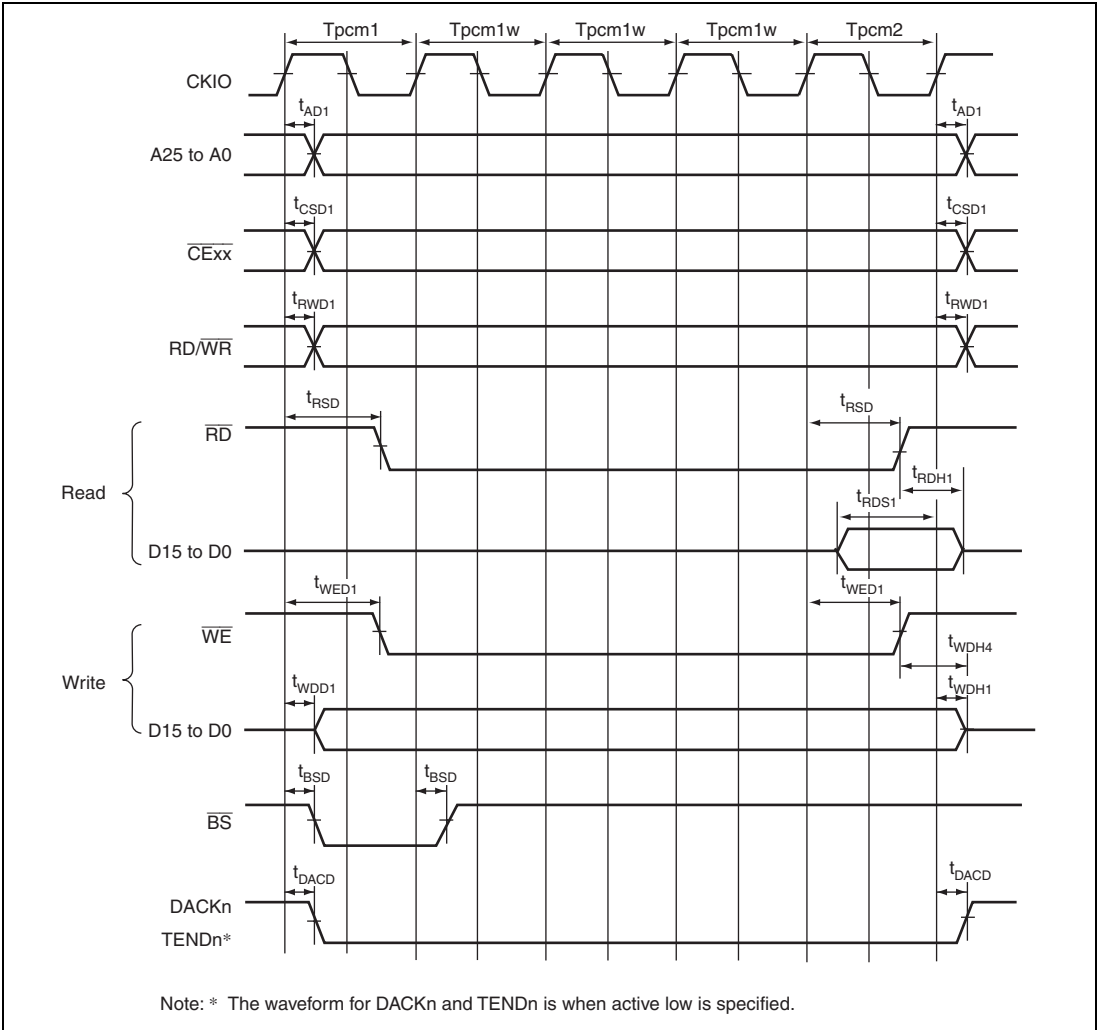 Tpcm1 Tpcm1w Tpcm1w Tpcm1w Tpcm2
CKIO
tAD1 tAD1
A25 to A0
tCSD1 tCSD1
CExx
tRWD1 tRWD1
RD/WR
tRSD tRSD
RD
tRDH1
Read
tRDS1
D15 to D0
tWED1 tWED1
WE
tWDH4
Write
tWDD1 tWDH1
D15 to D0
tBSD tBSD
BS
tDACD tDACD
DACKn
TENDn*
Note: * The waveform for DACKn and TENDn is when active low is specified.